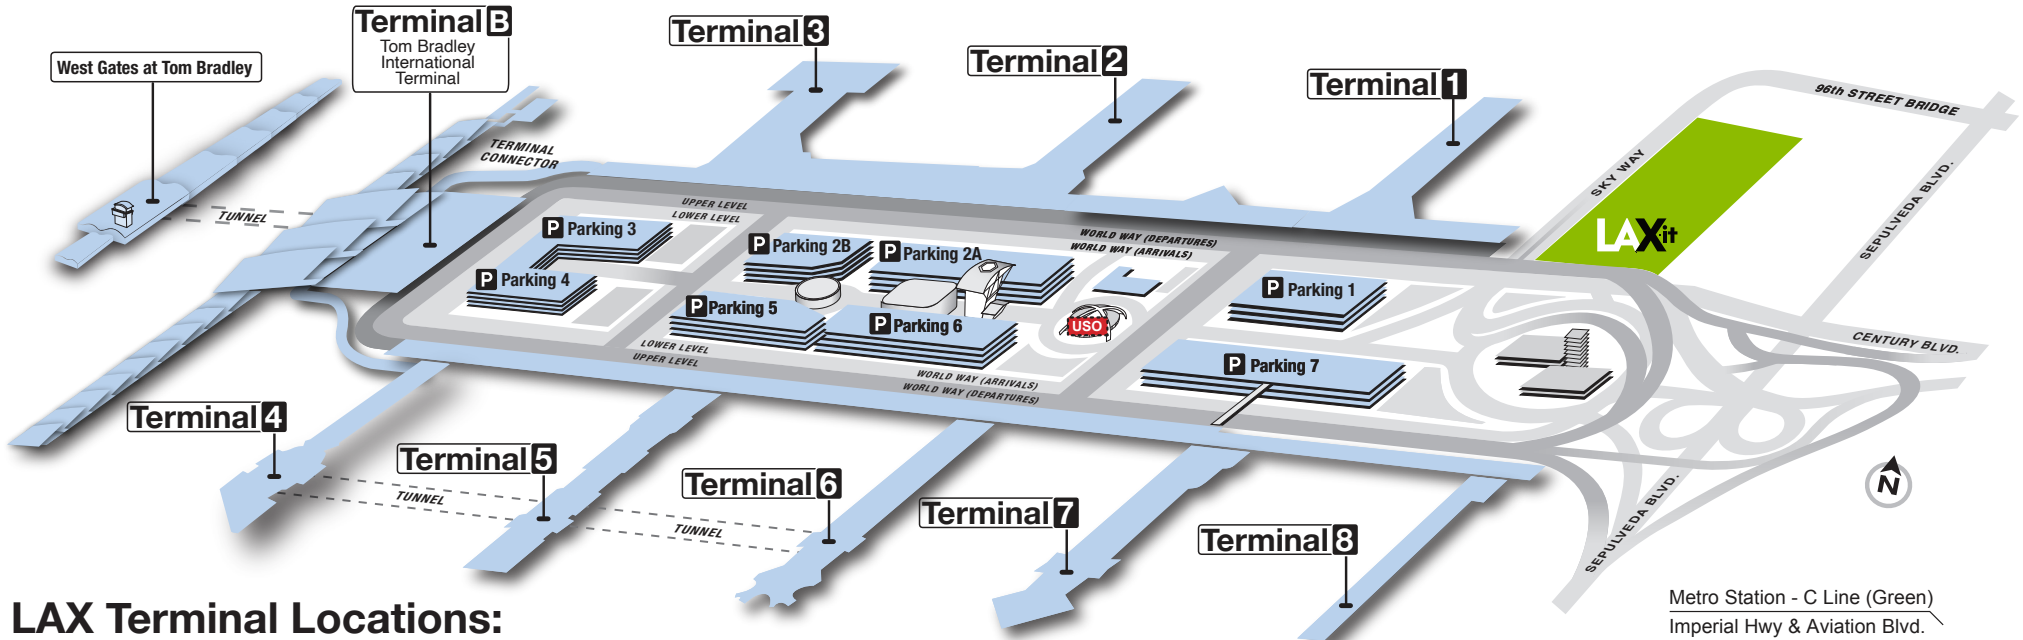 Terminal B
Tom Bradley
International
Terminal
West Gates at Tom Bradley
Terminal 3
Terminal 2
Terminal 1
96th STREET BRIDGE
SKY WAY
SEPULVEDA BLVD.
LAX-it
TERMINAL
CONNECTOR
TUNNEL
UPPER LEVEL
LOWER LEVEL
WORLD WAY (DEPARTURES)
WORLD WAY (ARRIVALS)
P Parking 3
P Parking 2B
P Parking 2A
P Parking 4
P Parking 1
P Parking 5
P Parking 6
USO
P Parking 7
CENTURY BLVD.
LOWER LEVEL
UPPER LEVEL
WORLD WAY (ARRIVALS)
WORLD WAY (DEPARTURES)
Terminal 4
Terminal 5
Terminal 6
Terminal 7
Terminal 8
TUNNEL
TUNNEL
SEPULVEDA BLVD.
N
Metro Station - C Line (Green)
Imperial Hwy & Aviation Blvd.
LAX Terminal Locations: